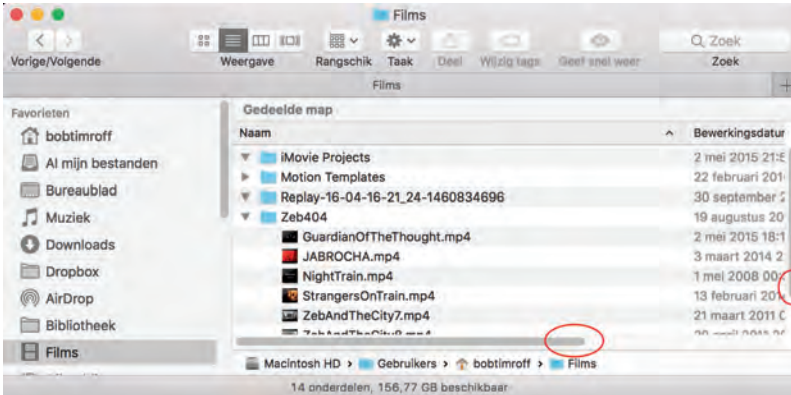 Films
Vorige/Volgende Weergave Rangschik Taak Deel Wijzig tags Geef snel weer Zoek
Zoek
Films +
Favorieten
bobtimroff
Al mijn bestanden
Bureaublad
Muziek
Downloads
Dropbox
AirDrop
Bibliotheek
Films
Gedeelde map
Naam Bewerkingsdatur
iMovie Projects 2 mei 2015 21:
Motion Templates 22 februari 201
Replay-16-04-16-21_24-1460834696 30 september
Zeb404 19 augustus 20
GuardianOfTheThought.mp4 2 mei 2015 18:1
JABROCHA.mp4 3 maart 2014 2
NightTrain.mp4 1 mei 2008 00:
StrangersOnTrain.mp4 13 februari 201
ZebAndTheCity7.mp4 21 maart 2011
Macintosh HD › Gebruikers › bobtimroff › Films
14 onderdelen, 156,77 GB beschikbaar